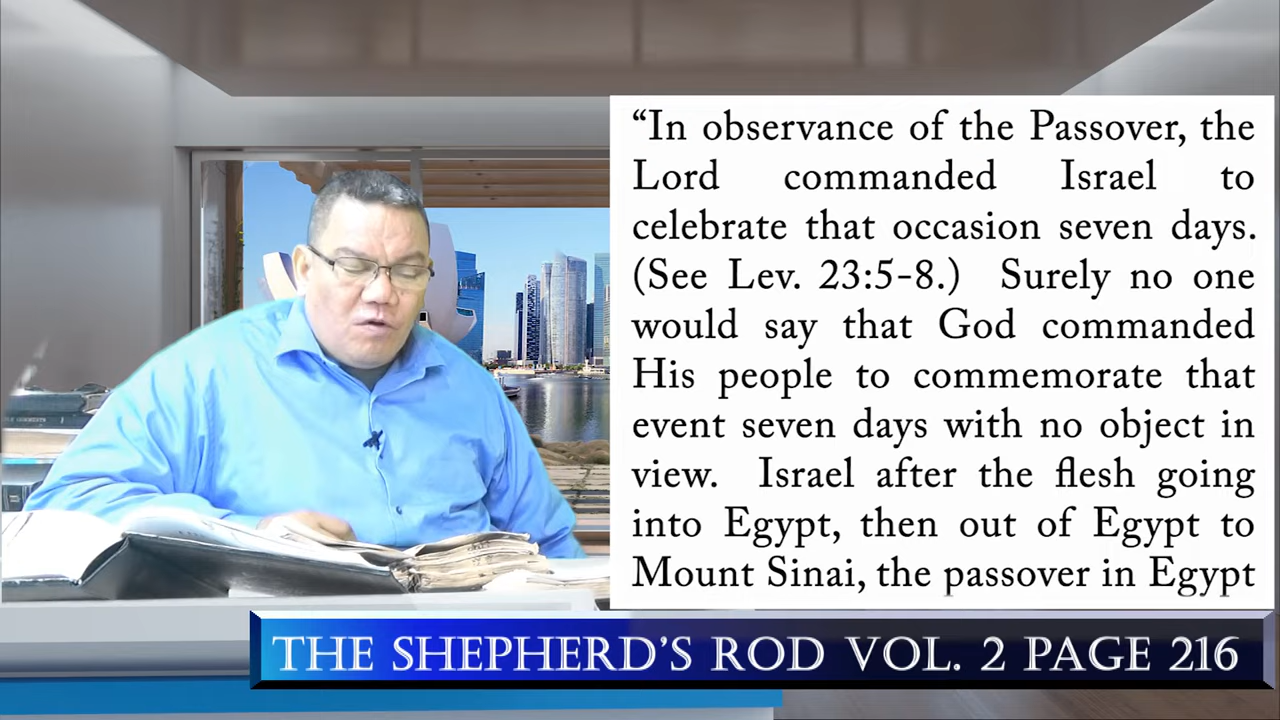 “In observance of the Passover, the
Lord commanded Israel to
celebrate that occasion seven days.
(See Lev. 23:5-8.) Surely no one
would say that God commanded
His people to commemorate that
event seven days with no object in
view. Israel after the flesh going
into Egypt, then out of Egypt to
Mount Sinai, the passover in Egypt
THE SHEPHERD’S ROD VOL. 2 PAGE 216